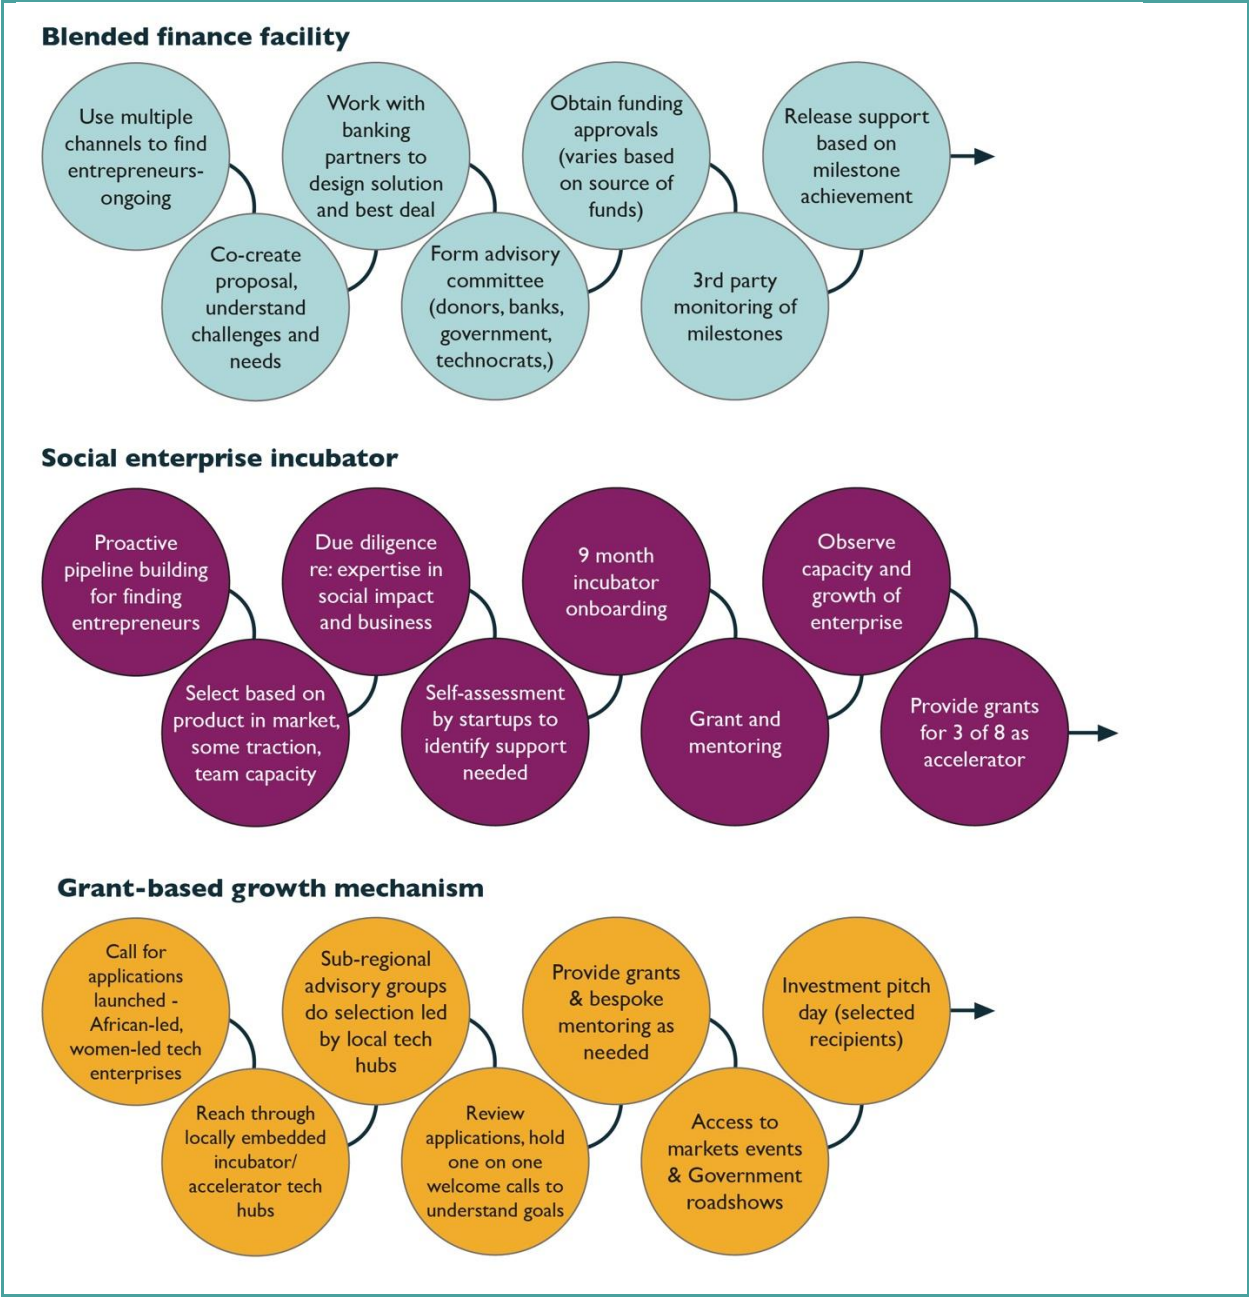 Blended finance facility
Use multiple
channels to find
entrepreneurs-
ongoing
Co-create
proposal,
understand
challenges and
needs
Work with
banking
partners to
design solution
and best deal
Form advisory
committee
(donors, banks,
government,
technocrats,)
Obtain funding
approvals
(varies based
on source of
funds)
3rd party
monitoring of
milestones
Release support
based on
milestone
achievement
Social enterprise incubator
Proactive
pipeline building
for finding
entrepreneurs
Select based on
product in market,
some traction,
team capacity
Due diligence
re: expertise in
social impact
and business
Self-assessment
by startups to
identify support
needed
9 month
incubator
onboarding
Grant and
mentoring
Observe
capacity and
growth of
enterprise
Provide grants
for 3 of 8 as
accelerator
Grant-based growth mechanism
Call for
applications
launched -
African-led,
women-led tech
enterprises
Reach through
locally embedded
incubator/
accelerator tech
hubs
Sub-regional
advisory groups
do selection led
by local tech
hubs
Review
applications, hold
one on one
welcome calls to
understand goals
Provide grants
& bespoke
mentoring as
needed
Access to
markets events
& Government
roadshows
Investment pitch
day (selected
recipients)